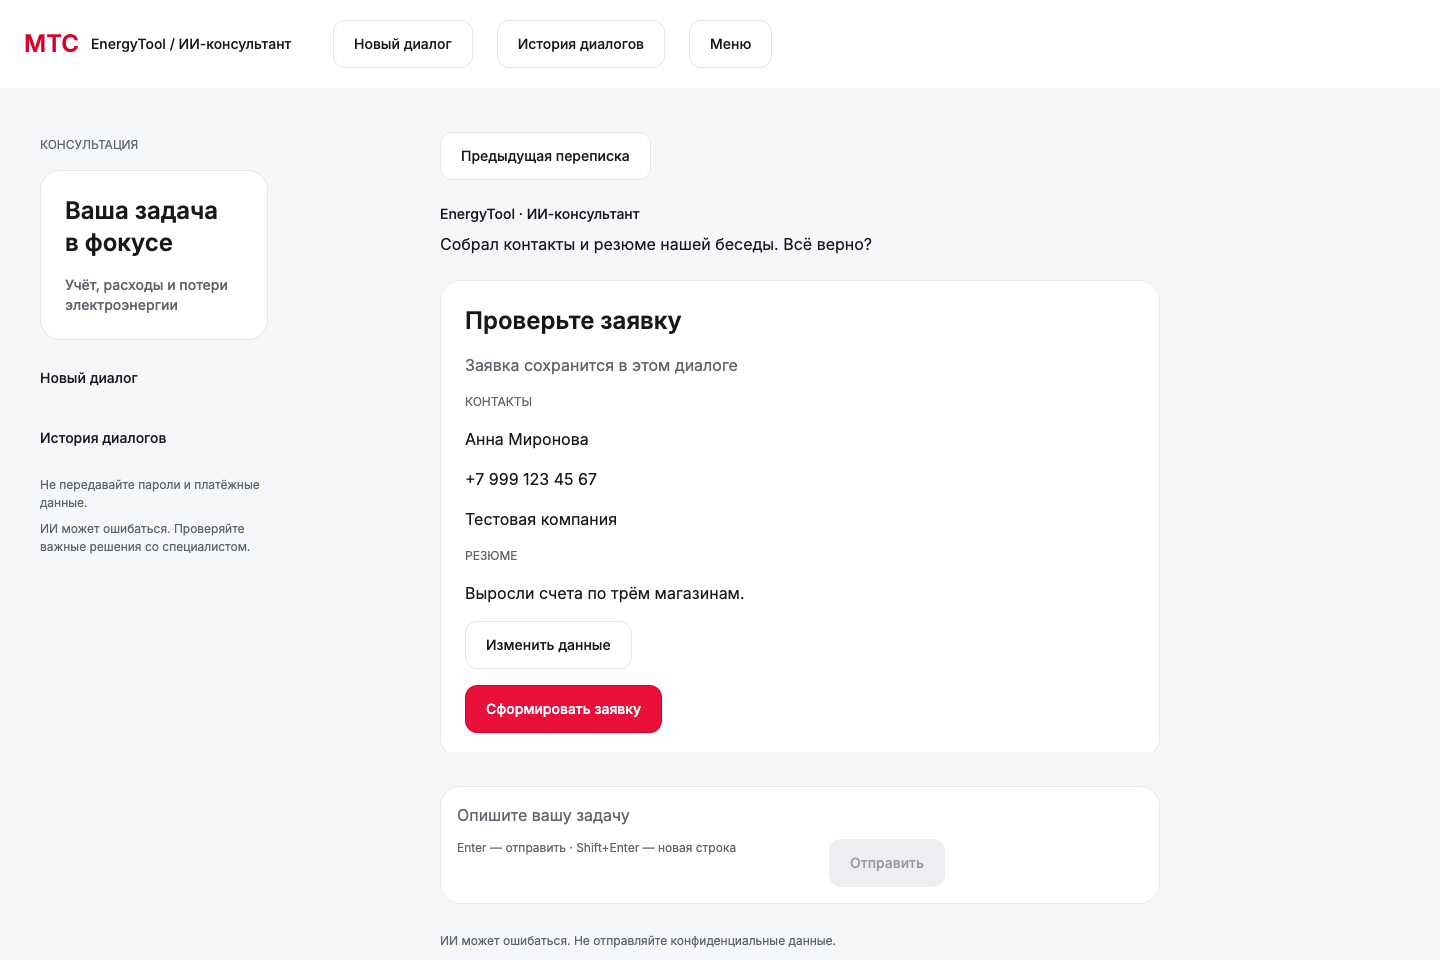 МТС
EnergyTool / ИИ-консультант
Новый диалог
История диалогов
Меню
КОНСУЛЬТАЦИЯ
Ваша задача
в фокусе
Учёт, расходы и потери
электроэнергии
Новый диалог
История диалогов
Не передавайте пароли и платёжные
данные.
ИИ может ошибаться. Проверяйте
важные решения со специалистом.
Предыдущая переписка
EnergyTool · ИИ-консультант
Собрал контакты и резюме нашей беседы. Всё верно?
Проверьте заявку
Заявка сохранится в этом диалоге
КОНТАКТЫ
Анна Миронова
+7 999 123 45 67
Тестовая компания
РЕЗЮМЕ
Выросли счета по трём магазинам.
Изменить данные
Сформировать заявку
Опишите вашу задачу
Enter — отправить · Shift+Enter — новая строка
Отправить
ИИ может ошибаться. Не отправляйте конфиденциальные данные.